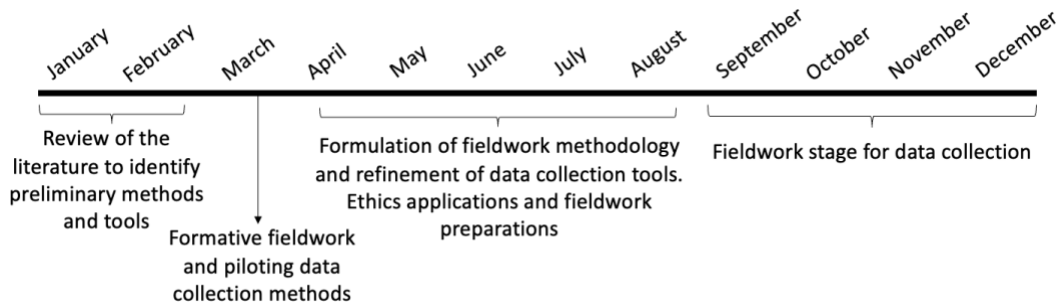 January
February
March
April
May
June
July
August
September
October
November
December
Review of the
literature to identify
preliminary methods
and tools
Formative fieldwork
and piloting data
collection methods
Formulation of fieldwork methodology
and refinement of data collection tools.
Ethics applications and fieldwork
preparations
Fieldwork stage for data collection